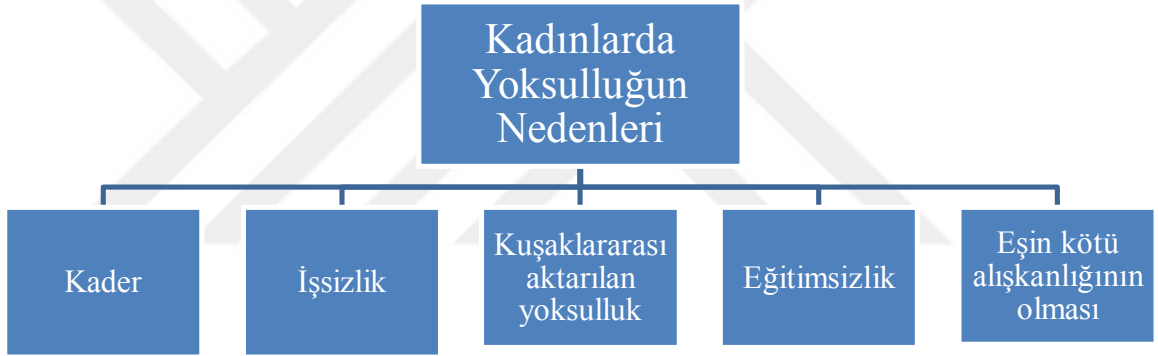 Kadınlarda
Yoksulluğun
Nedenleri
Kader
İşsizlik
Kuşaklararası
aktarılan
yoksulluk
Eğitimsizlik
Eşin kötü
alışkanlığının
olması